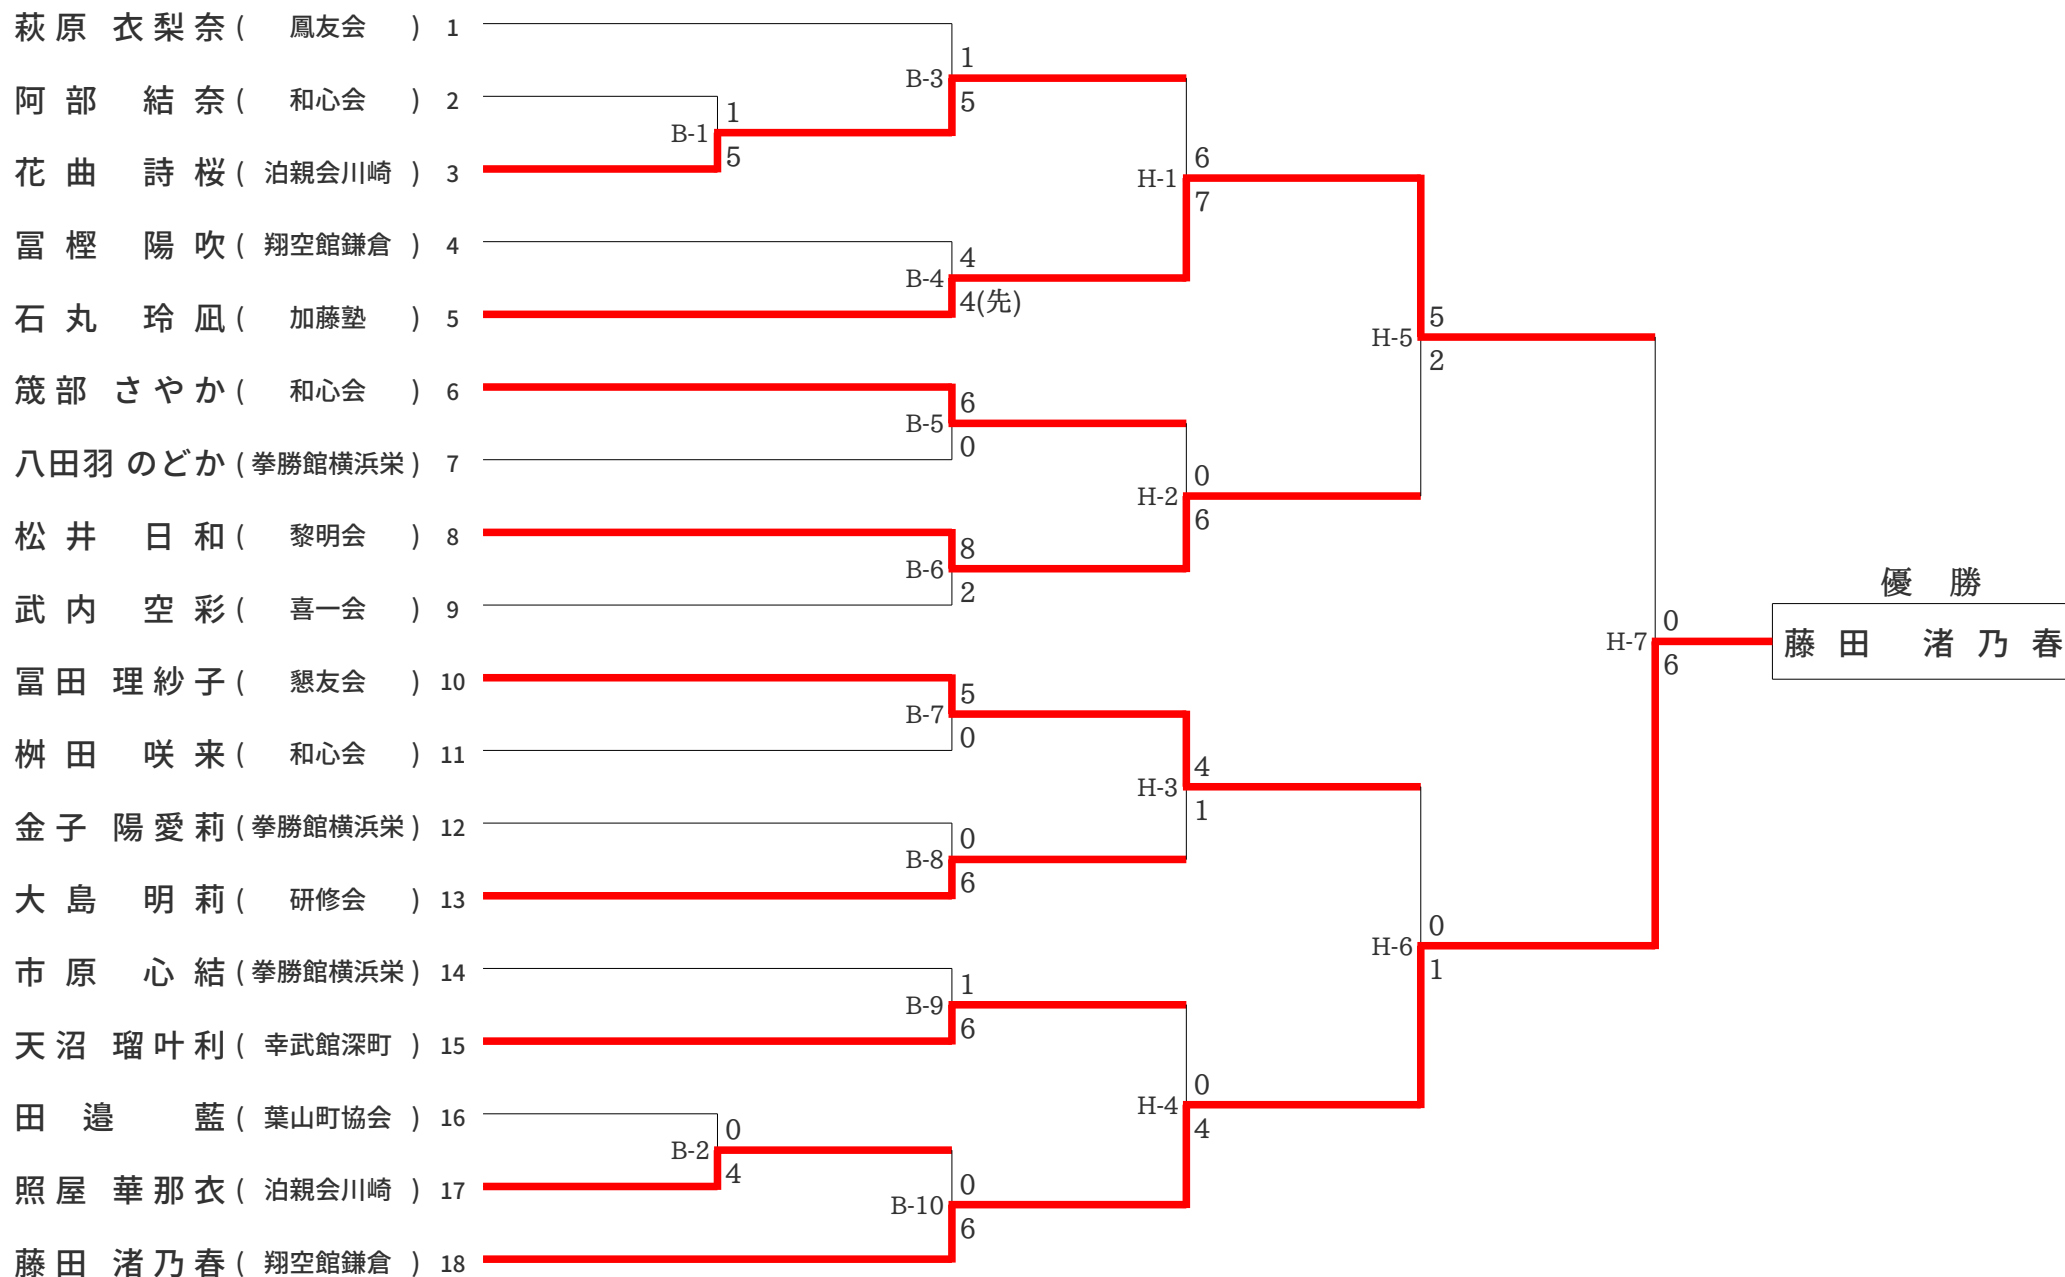 萩原 衣梨奈 ( 鳳友会 ) 1
阿部 結奈 ( 和心会 ) 2
花曲 詩桜 ( 泊親会川崎 ) 3
冨樫 陽吹 ( 翔空館鎌倉 ) 4
石丸 玲凪 ( 加藤塾 ) 5
筬部 さやか ( 和心会 ) 6
八田羽 のどか ( 拳勝館横浜栄 ) 7
松井 日和 ( 黎明会 ) 8
武内 空彩 ( 喜一会 ) 9
冨田 理紗子 ( 懇友会 ) 10
桝田 咲来 ( 和心会 ) 11
金子 陽愛莉 ( 拳勝館横浜栄 ) 12
大島 明莉 ( 研修会 ) 13
市原 心結 ( 拳勝館横浜栄 ) 14
天沼 瑠叶利 ( 幸武館深町 ) 15
田邉 藍 ( 葉山町協会 ) 16
照屋 華那衣 ( 泊親会川崎 ) 17
藤田 渚乃春 ( 翔空館鎌倉 ) 18
1
B-1
5
0
B-2
4
1
B-3
5
4
B-4
4(先)
6
B-5
0
8
B-6
2
5
B-7
0
0
B-8
6
1
B-9
6
0
B-10
6
6
H-1
7
0
H-2
6
4
H-3
1
0
H-4
4
5
H-5
2
0
H-6
1
0
H-7
6
優 勝
藤田 渚乃春